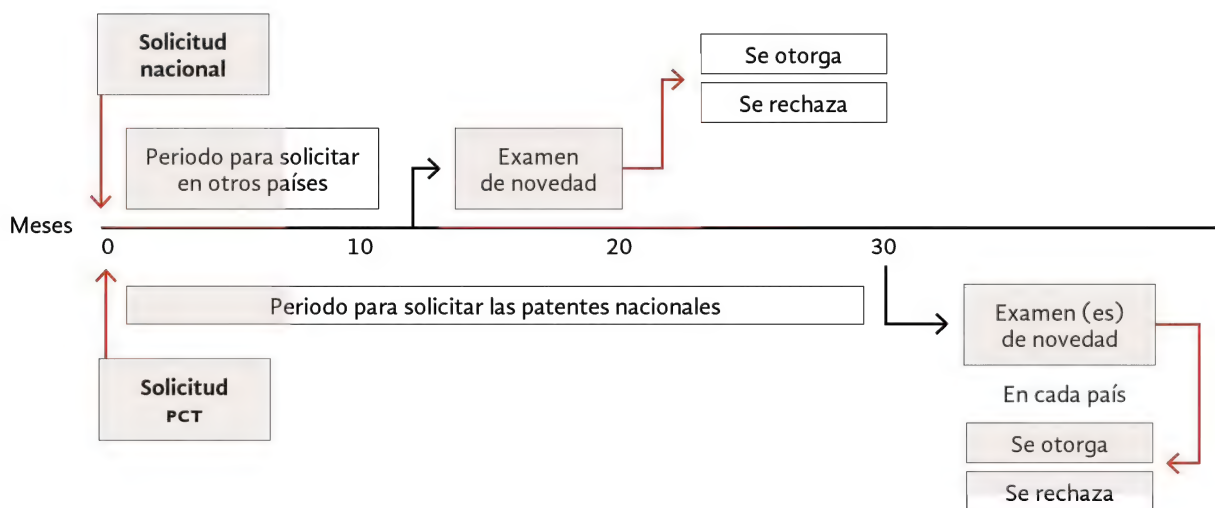 Solicitud
nacional
Se otorga
Se rechaza
Periodo para solicitar
en otros países
Examen
de novedad
Meses
0
10
20
30
Periodo para solicitar las patentes nacionales
Examen (es)
de novedad
Solicitud
PCT
En cada país
Se otorga
Se rechaza